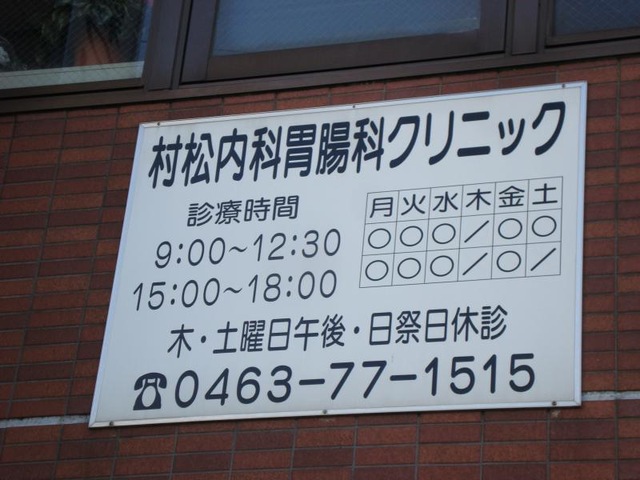 村松内科胃腸科クリニック
診療時間
月火水木金土
9:00～12:30 ○○○／○○
15:00～18:00 ○○○／○／
木・土曜日午後・日祭日休診
☎0463-77-1515